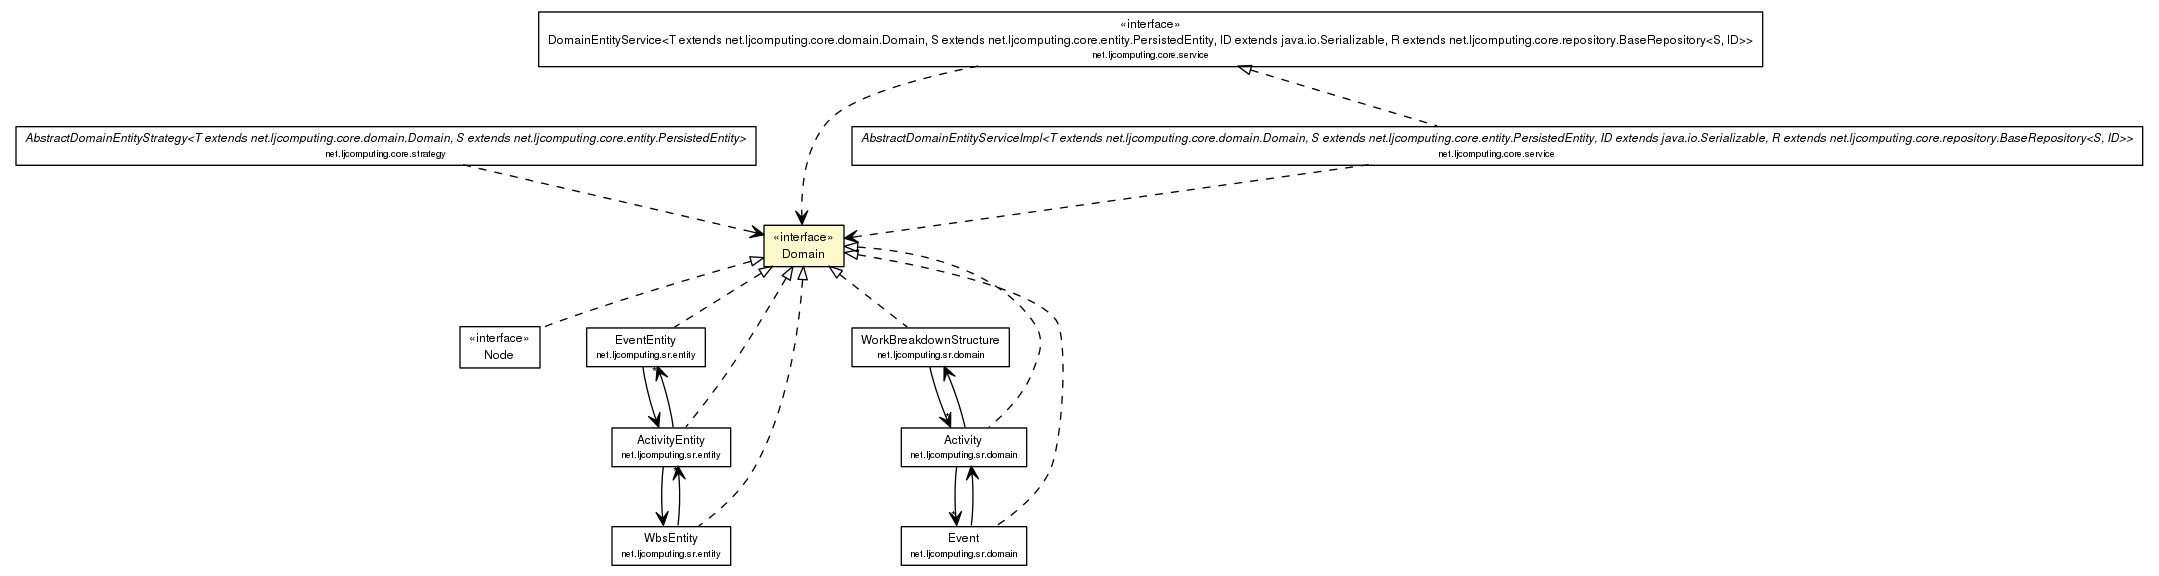 «interface»
DomainEntityService<T extends net.ljcomputing.core.domain.Domain, S extends net.ljcomputing.core.entity.PersistedEntity, ID extends java.io.Serializable, R extends net.ljcomputing.core.repository.BaseRepository<S, ID>>
net.ljcomputing.core.service
AbstractDomainEntityStrategy<T extends net.ljcomputing.core.domain.Domain, S extends net.ljcomputing.core.entity.PersistedEntity>
net.ljcomputing.core.strategy
AbstractDomainEntityServiceImpl<T extends net.ljcomputing.core.domain.Domain, S extends net.ljcomputing.core.entity.PersistedEntity, ID extends java.io.Serializable, R extends net.ljcomputing.core.repository.BaseRepository<S, ID>>
net.ljcomputing.core.service
«interface»
Domain
«interface»
Node
EventEntity
net.ljcomputing.sr.entity
WorkBreakdownStructure
net.ljcomputing.sr.domain
*
ActivityEntity
net.ljcomputing.sr.entity
*
Activity
net.ljcomputing.sr.domain
*
WbsEntity
net.ljcomputing.sr.entity
*
Event
net.ljcomputing.sr.domain